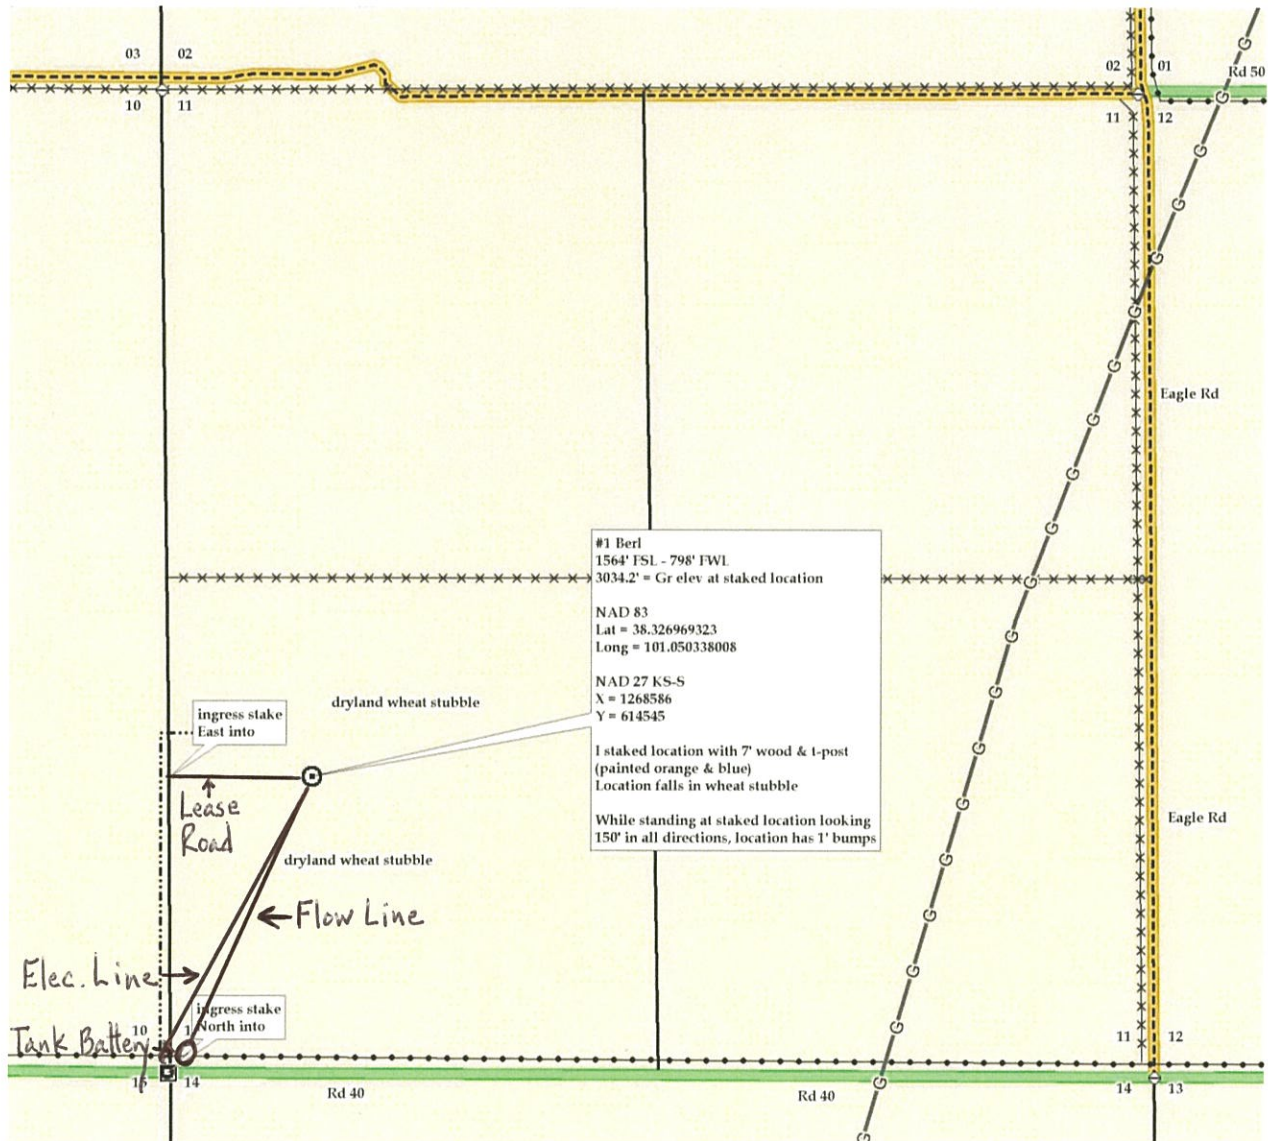 03 02
02 01
Rd 50
10 11
11 12
G
G
G
G
G
G
Eagle Rd
G
G
G
G
G
#1 Berl
1564' FSL - 798' FWL
3034.2' = Gr elev at staked location
NAD 83
Lat = 38.326969323
Long = 101.050338008
NAD 27 KS-S
X = 1268586
Y = 614545
I staked location with 7' wood & t-post
(painted orange & blue)
Location falls in wheat stubble
While standing at staked location looking
150' in all directions, location has 1' bumps
G
G
G
dryland wheat stubble
ingress stake
East into
Lease
Road
G
Eagle Rd
dryland wheat stubble
G
Flow Line
G
Elec. Line
G
ingress stake
North into
G
10
Tank Battery
11 12
15 14
Rd 40
Rd 40
G
14 13
G